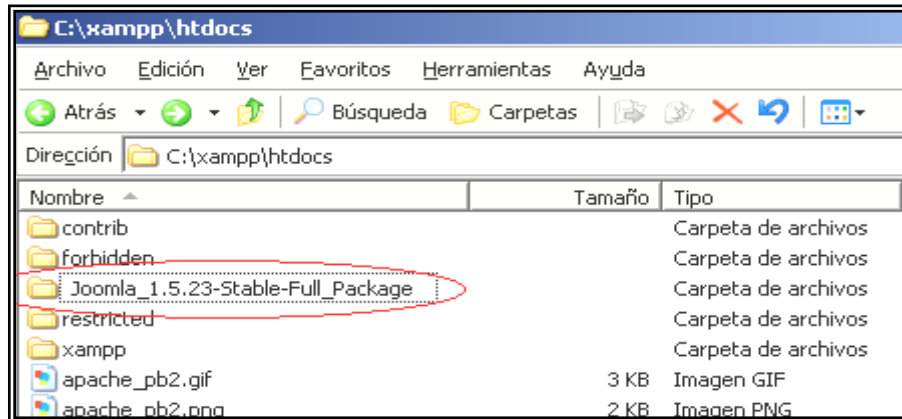 C:\xampp\htdocs
Archivo Edición Ver Favoritos Herramientas Ayuda
Atrás Búsqueda Carpetas
Dirección C:\xampp\htdocs
Nombre Tamaño Tipo
contrib Carpeta de archivos
forbidden Carpeta de archivos
Joomla_1.5.23-Stable-Full_Package Carpeta de archivos
restricted Carpeta de archivos
xampp Carpeta de archivos
apache_pb2.gif 3 KB Imagen GIF
apache_pb2.png 2 KB Imagen PNG